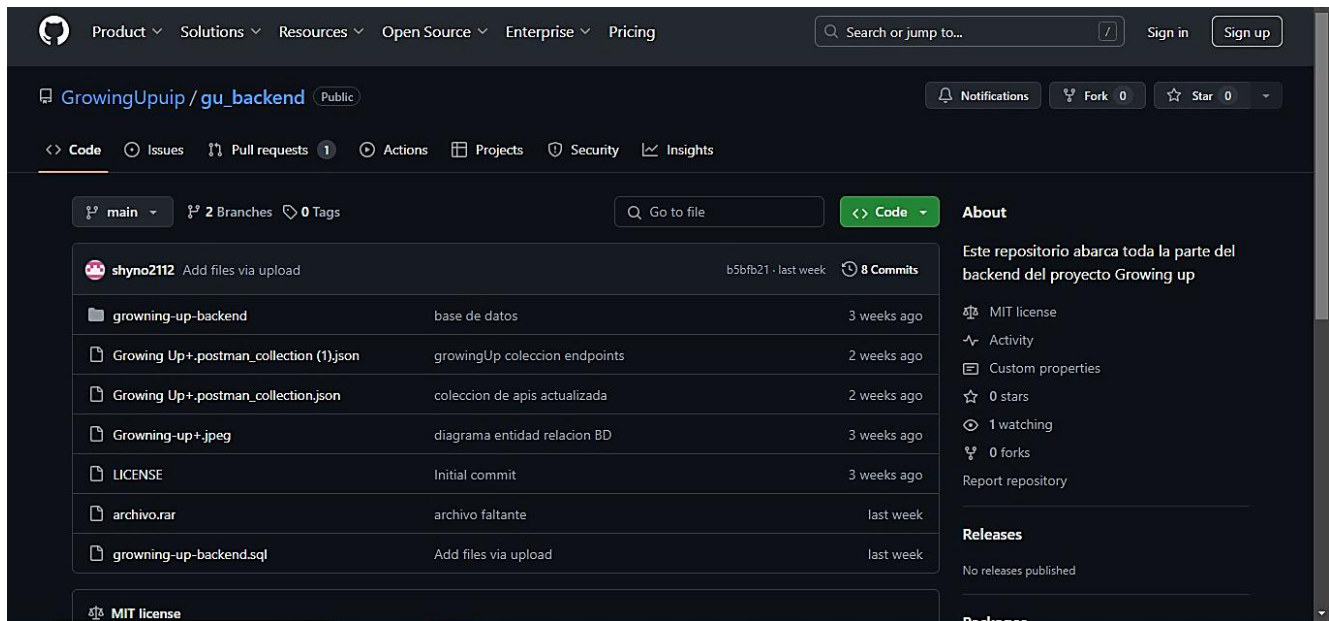 Product Solutions Resources Open Source Enterprise Pricing Search or jump to... / Sign in Sign up
GrowingUpuip / gu_backend Public Notifications Fork 0 Star 0
Code Issues Pull requests 1 Actions Projects Security Insights
main 2 Branches 0 Tags Go to file Code
shyno2112 Add files via upload b5bfb21 · last week 8 Commits
growning-up-backend base de datos 3 weeks ago
Growing Up+.postman_collection (1).json growingUp coleccion endpoints 2 weeks ago
Growing Up+.postman_collection.json coleccion de apis actualizada 2 weeks ago
Growning-up+.jpeg diagrama entidad relacion BD 3 weeks ago
LICENSE Initial commit 3 weeks ago
archivo.rar archivo faltante last week
growning-up-backend.sql Add files via upload last week
MIT license
About
Este repositorio abarca toda la parte del
backend del proyecto Growing up
MIT license
Activity
Custom properties
0 stars
1 watching
0 forks
Report repository
Releases
No releases published
Packages